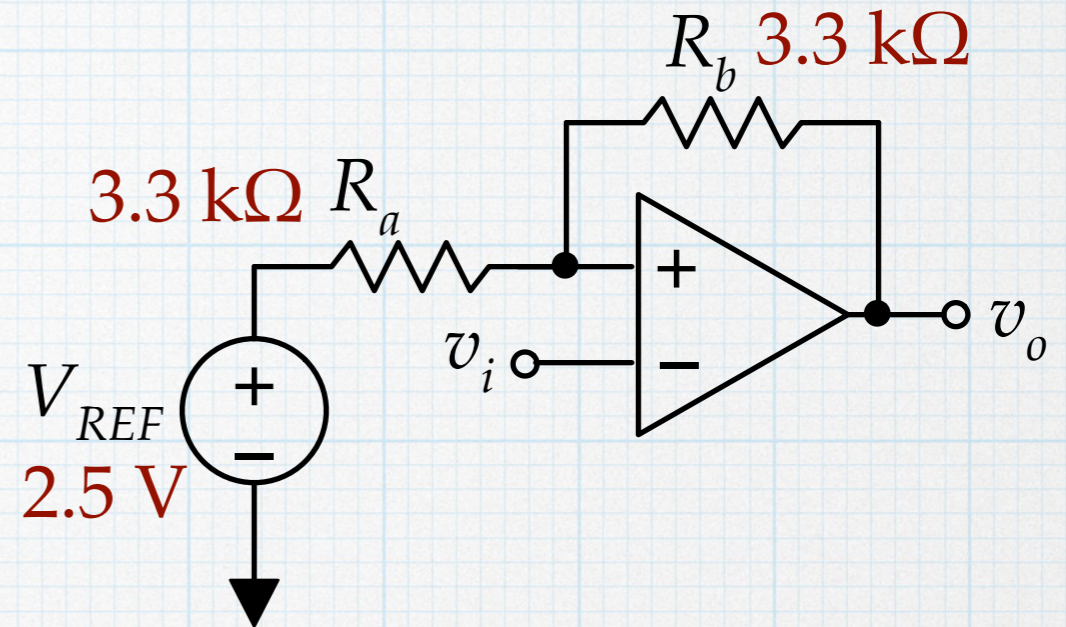 R_b 3.3 kΩ
3.3 kΩ R_a
+
v_i
−
v_o
V_REF
+
−
2.5 V